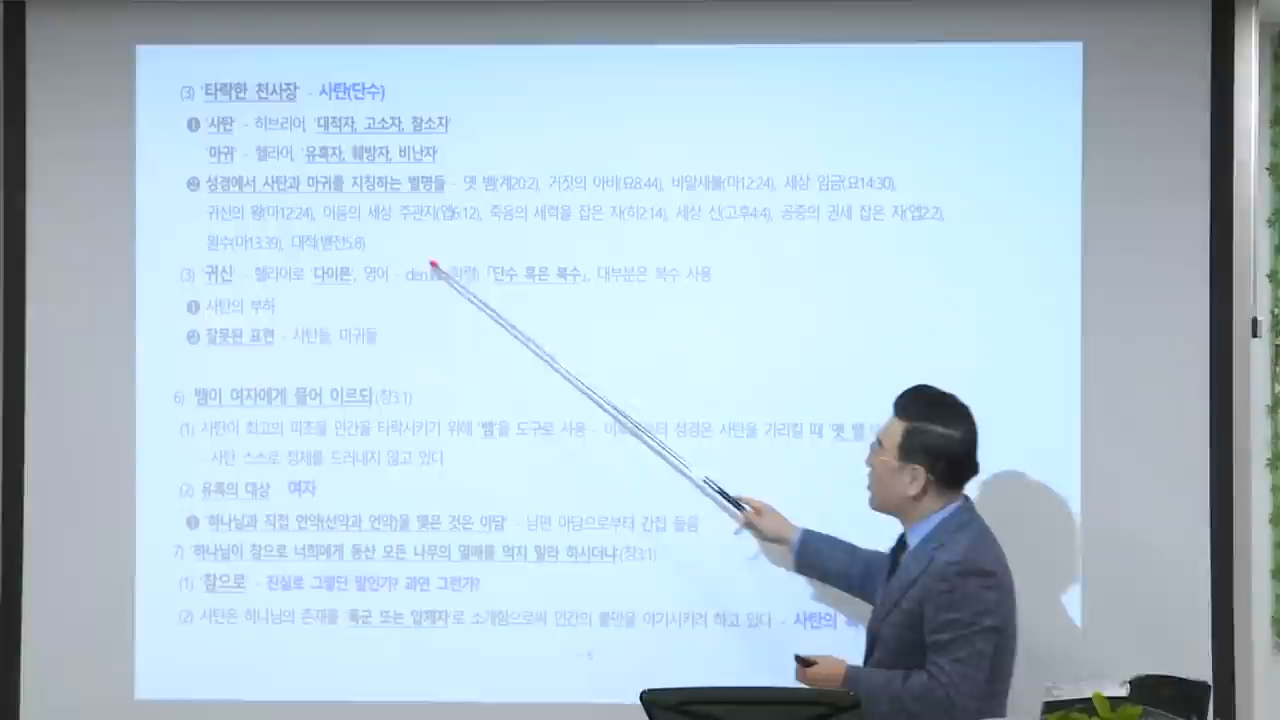 (3) '타락한 천사장' - 사탄(단수)
❶ '사탄' - 히브리어, '대적자, 고소자, 참소자'
'마귀' - 헬라어, '유혹자, 훼방자, 비난자'
❷ 성경에서 사탄과 마귀를 지칭하는 별명들 - 옛 뱀(계20:2), 거짓의 아비(요8:44), 바알세불(마12:24), 세상 임금(요14:30),
귀신의 왕(마12:24), 어둠의 세상 주관자(엡6:12), 죽음의 세력을 잡은 자(히2:14), 세상 신(고후4:4), 공중의 권세 잡은 자(엡2:2),
원수(마13:39), 대적(벧전5:8)
(3) '귀신' - 헬라어로 '다이몬', 영어 - 「단수 혹은 복수」, 대부분은 복수 사용
❶ 사탄의 부하
❷ 잘못된 표현 - 사탄들, 마귀들
6) '뱀이 여자에게 물어 이르되'(창3:1)
(1) 사탄이 최고의 피조물 인간을 타락시키기 위해 '뱀'을 도구로 사용 - 성경은 사탄을 가리킬 때 '옛 뱀
- 사탄 스스로 정체를 드러내지 않고 있다
(2) 유혹의 대상 여자
❶ '하나님과 직접 언약(선악과 언약)을 맺은 것은 아담' - 남편 아담으로부터 간접 들음
7) '하나님이 참으로 너희에게 동산 모든 나무의 열매를 먹지 말라 하시더냐'(창3:1)
(1) '참으로' - 진실로 그렇단 말인가? 과연 그런가?
(2) 사탄은 하나님의 존재를 '폭군 또는 압제자'로 소개함으로써 인간의 불만을 야기시키려 하고 있다 - 사탄의
- 5